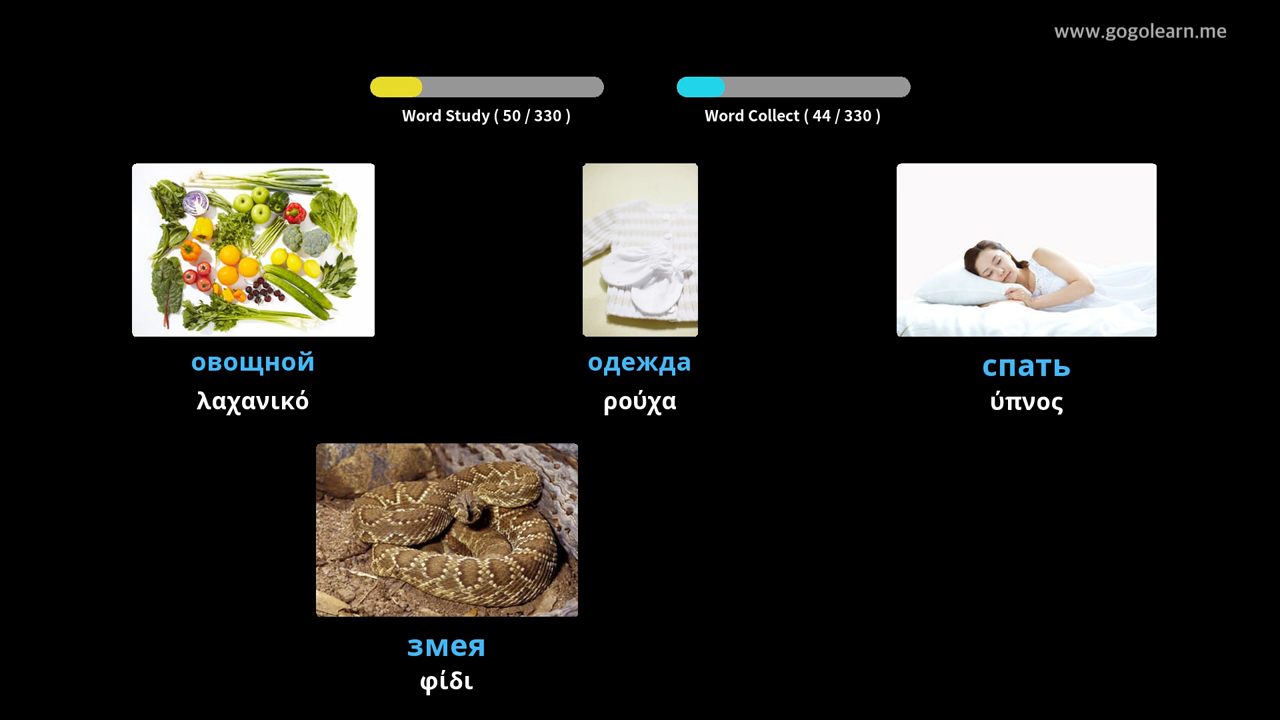 www.gogolearn.me
Word Study ( 50 / 330 )
Word Collect ( 44 / 330 )
овощной
λαχανικό
одежда
ρούχα
спать
ύπνος
змея
φίδι